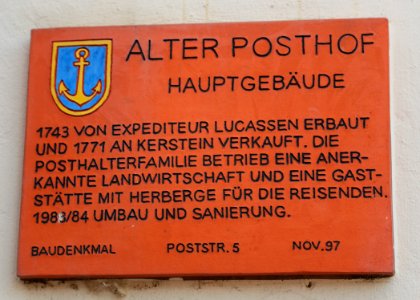 ALTER POSTHOF
HAUPTGEBÄUDE
1743 VON EXPEDITEUR LUCASSEN ERBAUT
UND 1771 AN KERSTEIN VERKAUFT. DIE
POSTHALTERFAMILIE BETRIEB EINE ANER-
KANNTE LANDWIRTSCHAFT UND EINE GAST-
STÄTTE MIT HERBERGE FÜR DIE REISENDEN.
1983/84 UMBAU UND SANIERUNG.
BAUDENKMAL POSTSTR. 5 NOV. 97